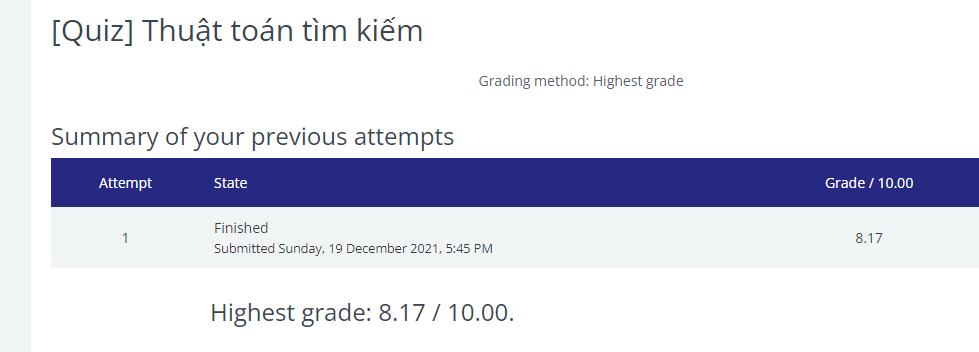 [Quiz] Thuật toán tìm kiếm
Grading method: Highest grade
Summary of your previous attempts
Attempt State Grade / 10.00
1 Finished 8.17
Submitted Sunday, 19 December 2021, 5:45 PM
Highest grade: 8.17 / 10.00.